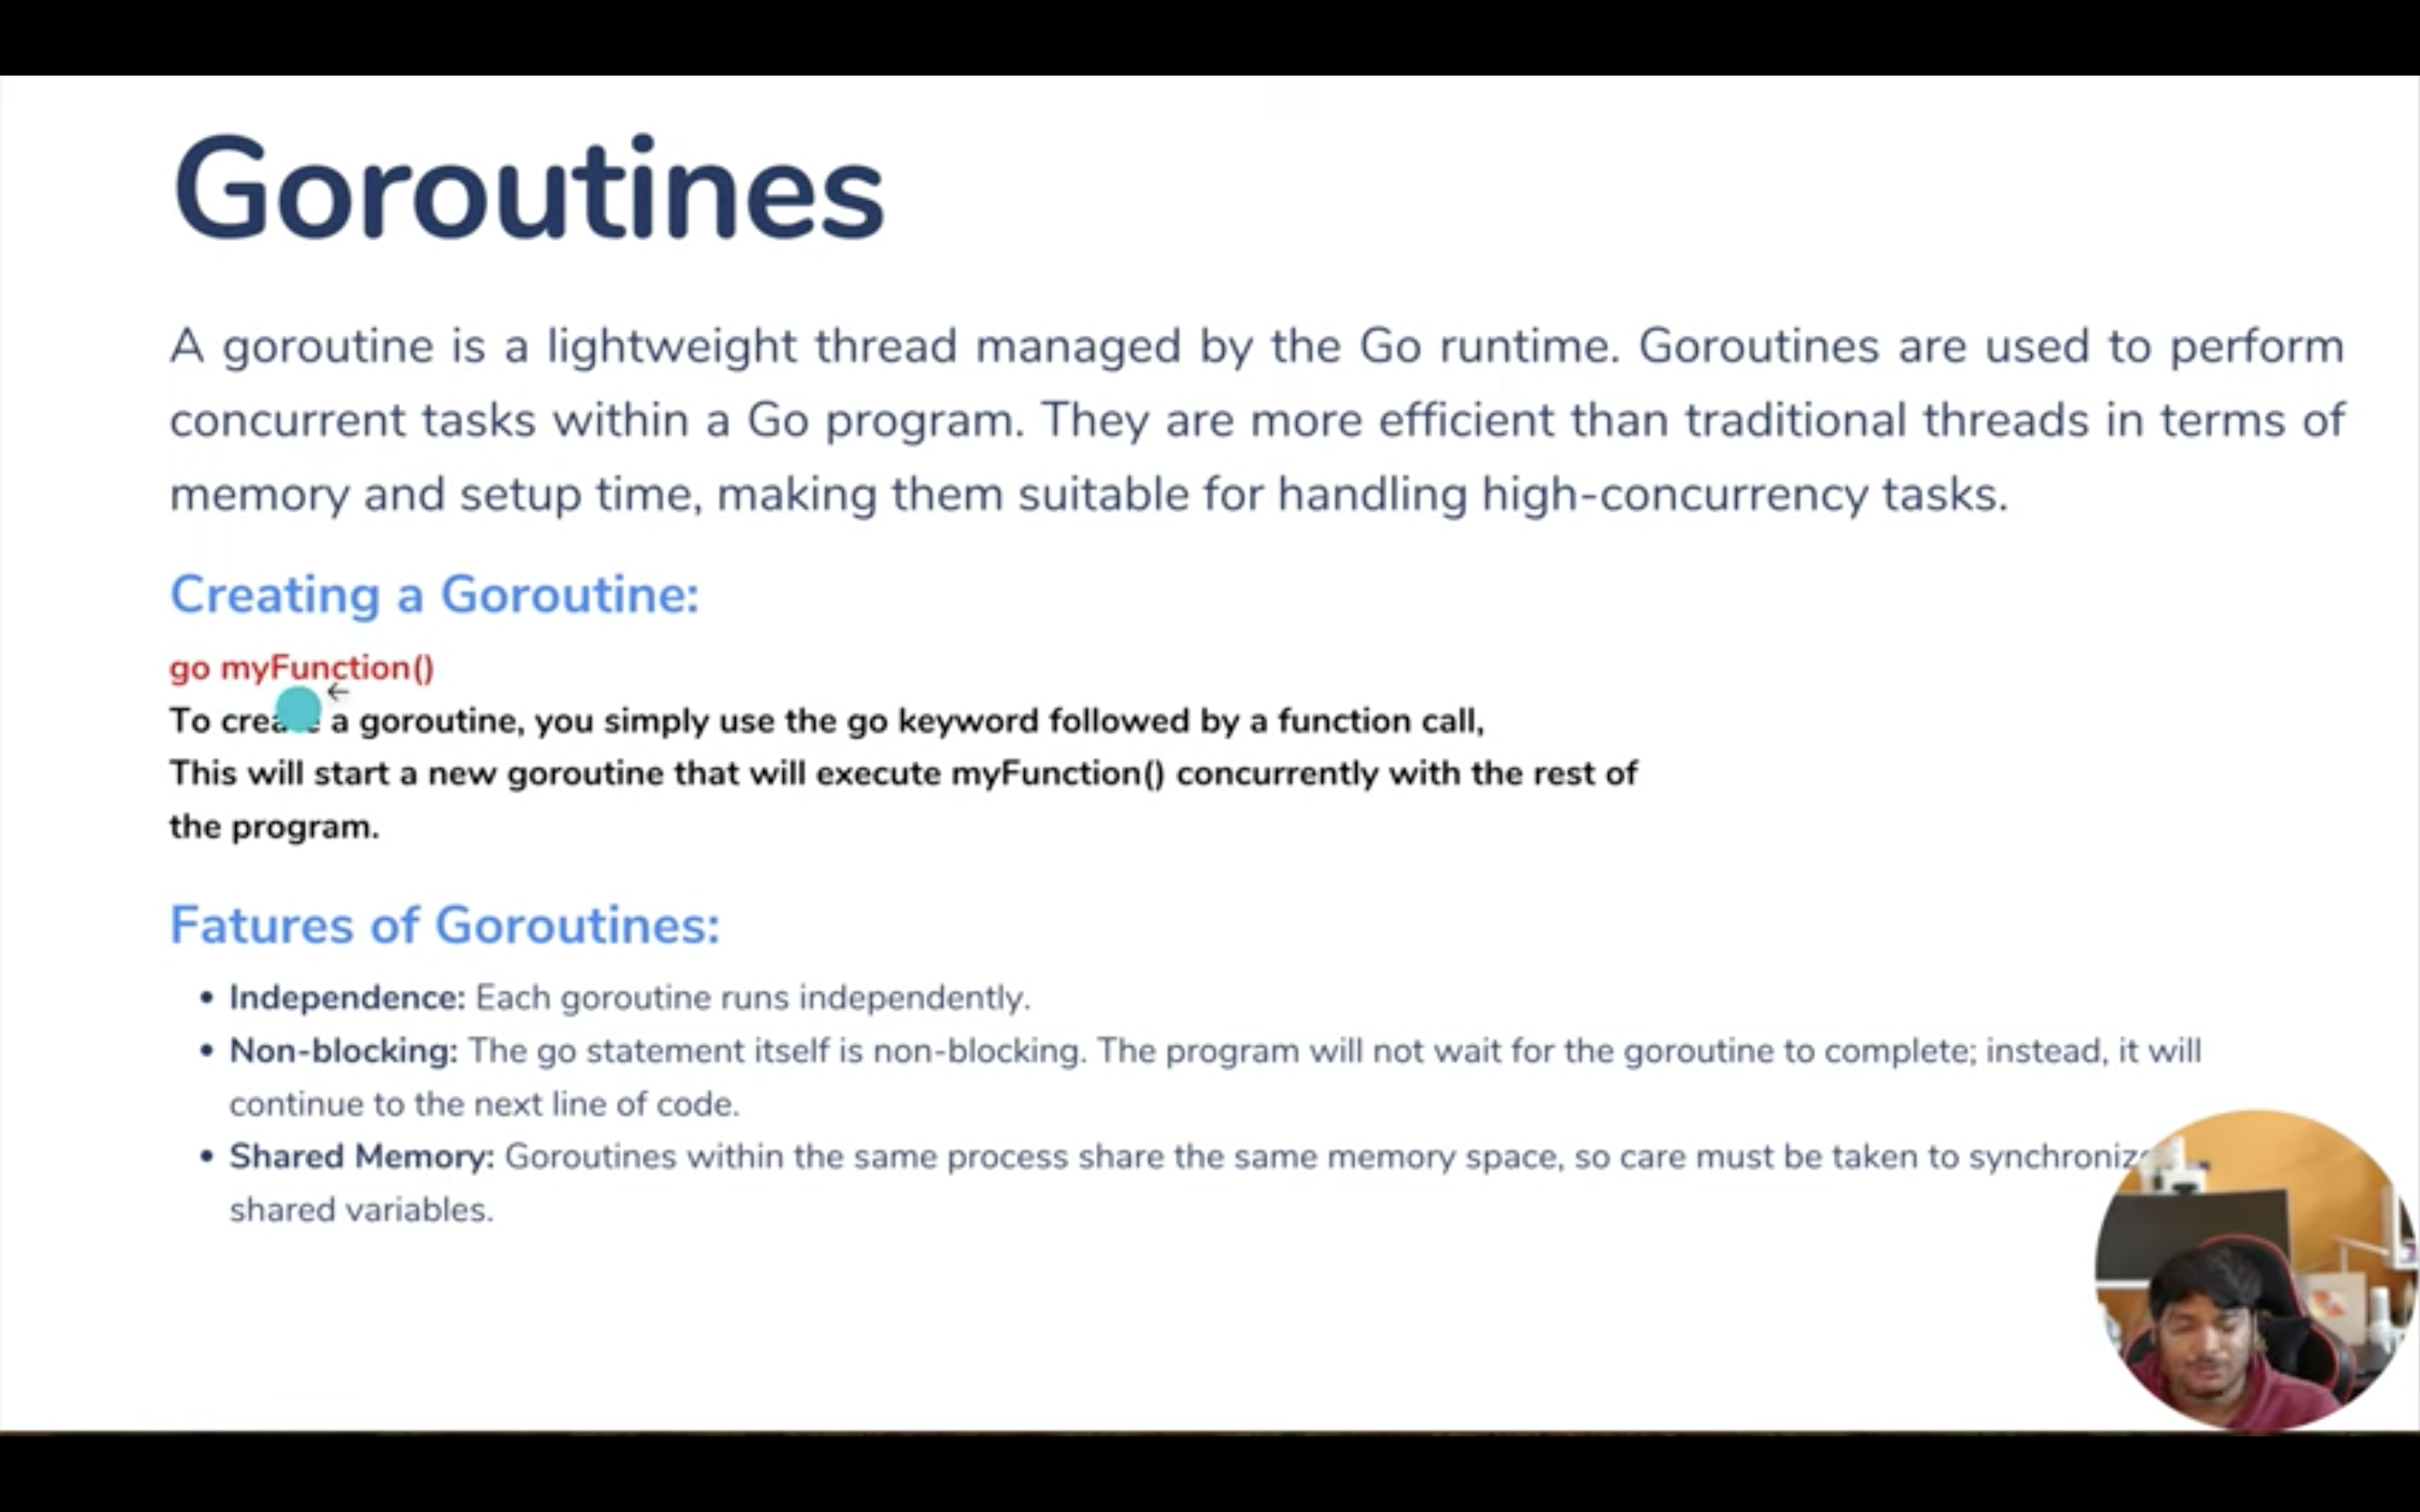 Goroutines
A goroutine is a lightweight thread managed by the Go runtime. Goroutines are used to perform
concurrent tasks within a Go program. They are more efficient than traditional threads in terms of
memory and setup time, making them suitable for handling high-concurrency tasks.
Creating a Goroutine:
go myFunction()
To create a goroutine, you simply use the go keyword followed by a function call,
This will start a new goroutine that will execute myFunction() concurrently with the rest of
the program.
Fatures of Goroutines:
• Independence: Each goroutine runs independently.
• Non-blocking: The go statement itself is non-blocking. The program will not wait for the goroutine to complete; instead, it will
continue to the next line of code.
• Shared Memory: Goroutines within the same process share the same memory space, so care must be taken to synchronize
shared variables.